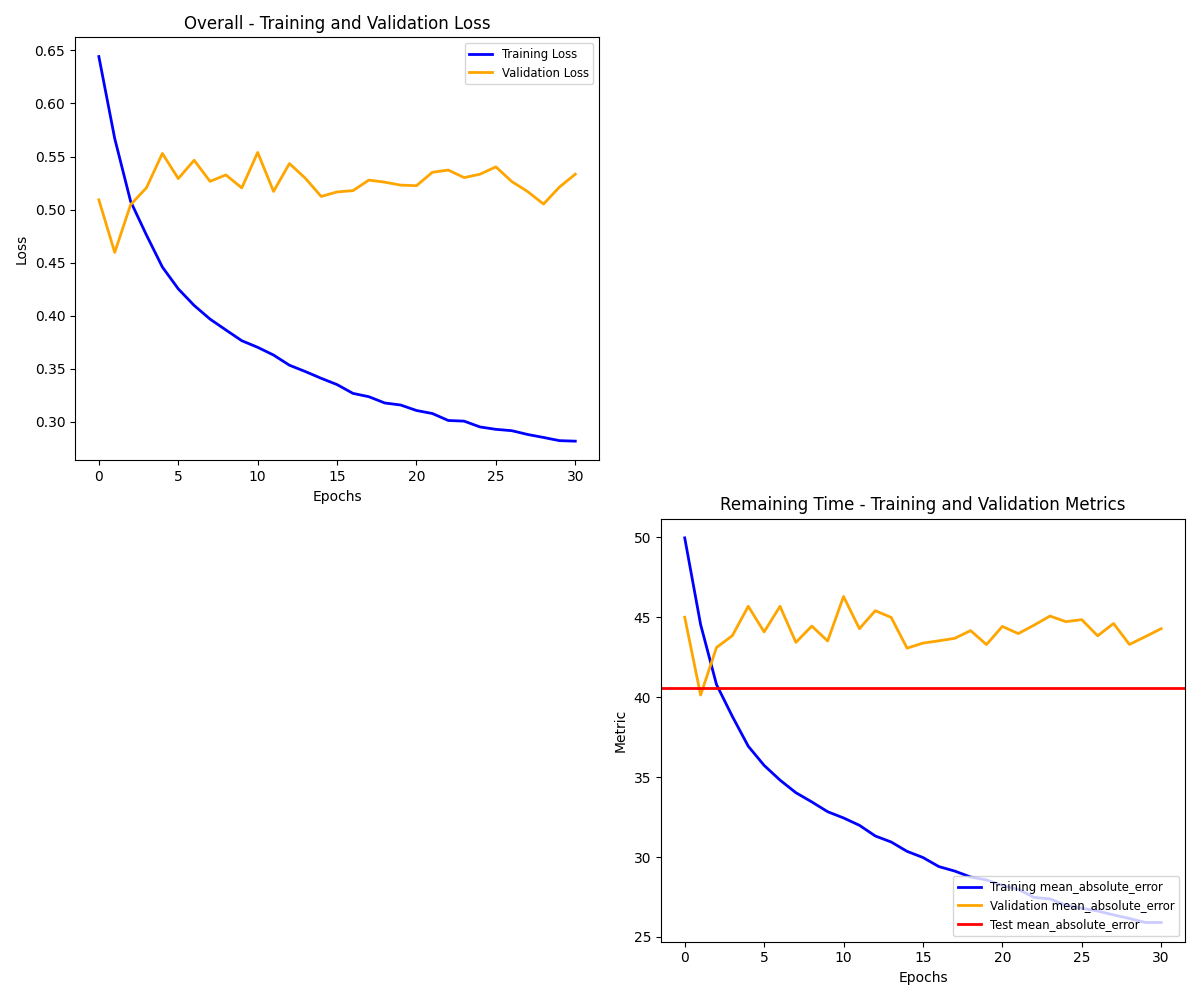 Overall - Training and Validation Loss
Training Loss
Validation Loss
0.65
0.60
0.55
0.50
0.45
0.40
0.35
0.30
Loss
0 5 10 15 20 25 30
Epochs
Remaining Time - Training and Validation Metrics
50
45
40
35
30
25
Metric
Training mean_absolute_error
Validation mean_absolute_error
Test mean_absolute_error
0 5 10 15 20 25 30
Epochs